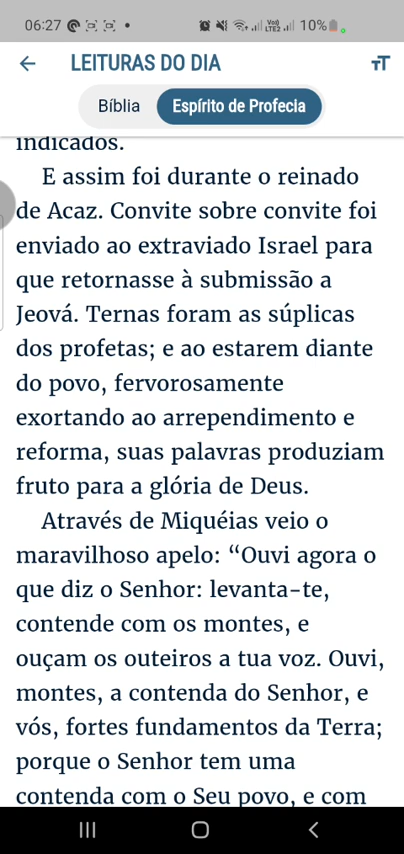 06:27 10%
LEITURAS DO DIA
Bíblia Espírito de Profecia
indicados.
E assim foi durante o reinado
de Acaz. Convite sobre convite foi
enviado ao extraviado Israel para
que retornasse à submissão a
Jeová. Ternas foram as súplicas
dos profetas; e ao estarem diante
do povo, fervorosamente
exortando ao arrependimento e
reforma, suas palavras produziam
fruto para a glória de Deus.
Através de Miquéias veio o
maravilhoso apelo: “Ouvi agora o
que diz o Senhor: levanta-te,
contende com os montes, e
ouçam os outeiros a tua voz. Ouvi,
montes, a contenda do Senhor, e
vós, fortes fundamentos da Terra;
porque o Senhor tem uma
contenda com o Seu povo, e com